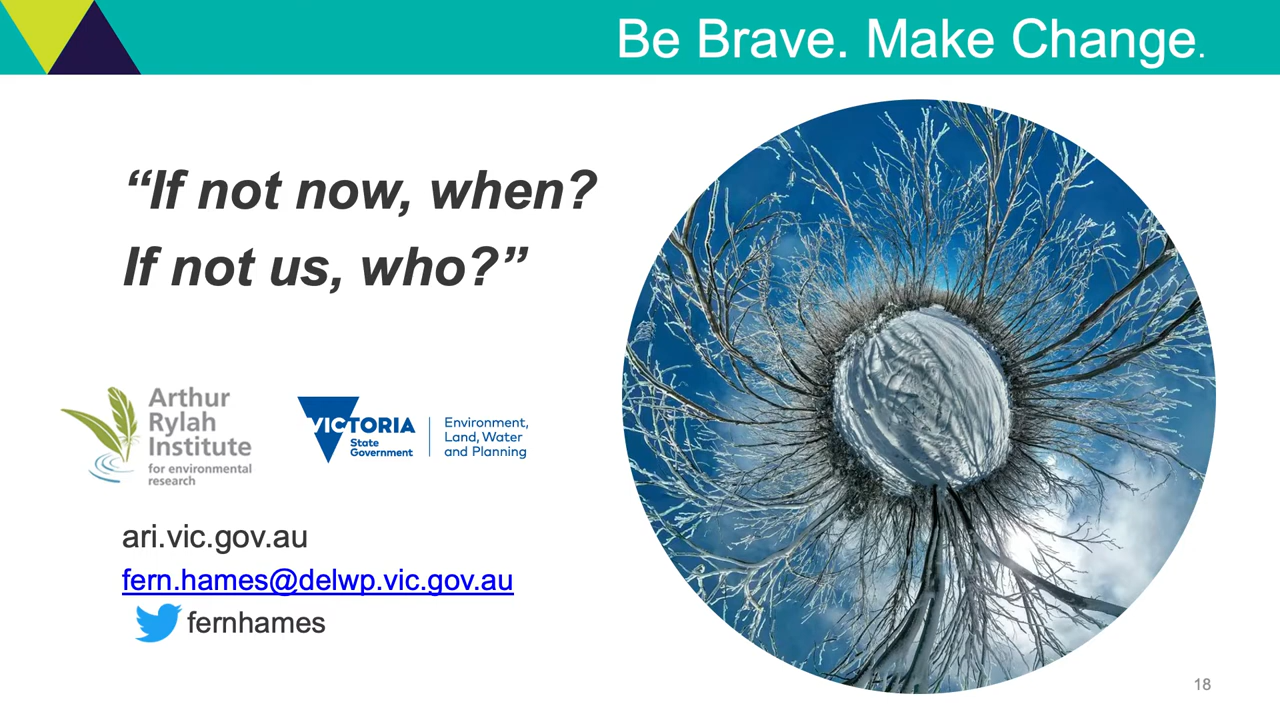 Be Brave. Make Change.
“If not now, when?
If not us, who?”
Arthur
Rylah
Institute
for environmental
research
VICTORIA
State
Government
Environment,
Land, Water
and Planning
ari.vic.gov.au
fern.hames@delwp.vic.gov.au
fernhames
18